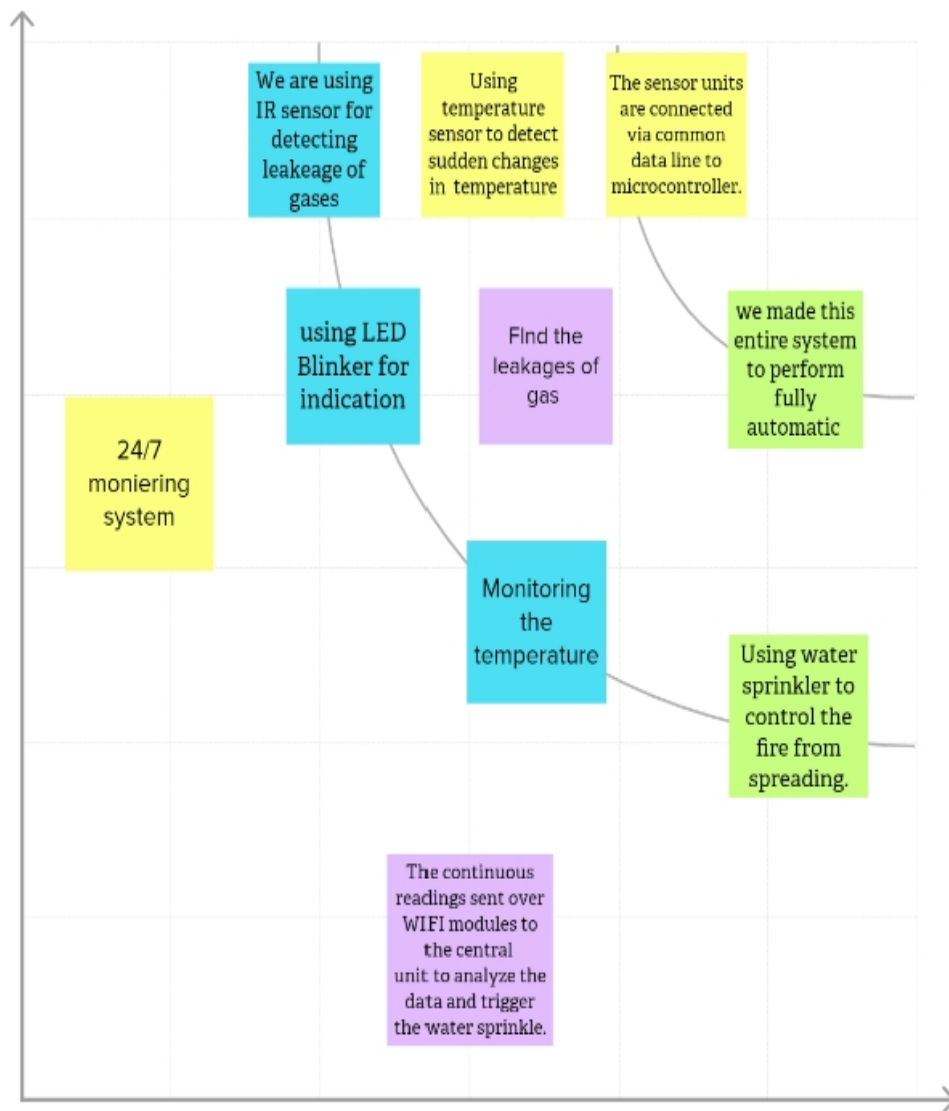 We are using
IR sensor for
detecting
leakeage of
gases
Using
temperature
sensor to detect
sudden changes
in temperature
The sensor units
are connected
via common
data line to
microcontroller.
using LED
Blinker for
indication
FInd the
leakages of
gas
we made this
entire system
to perform
fully
automatic
24/7
moniering
system
Monitoring
the
temperature
Using water
sprinkler to
control the
fire from
spreading.
The continuous
readings sent over
WIFI modules to
the central
unit to analyze the
data and trigger
the water sprinkle.